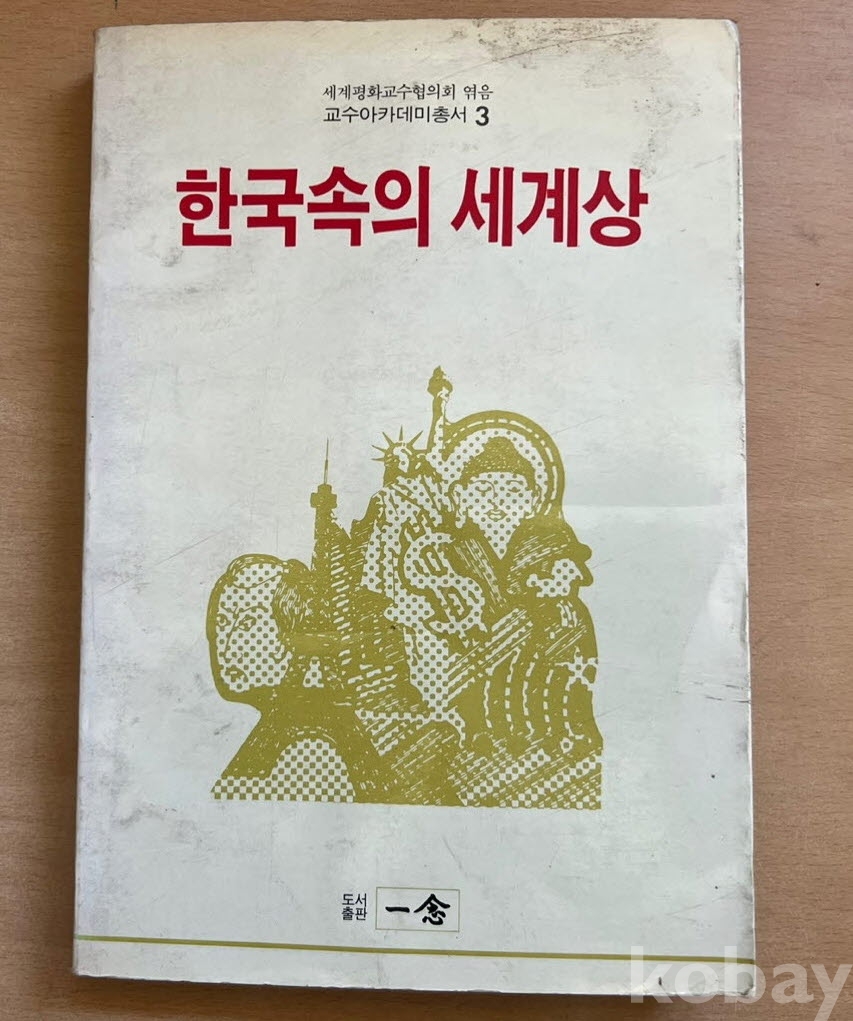 세계평화교수협의회 엮음
교수아카데미총서 3
한국속의 세계상
도서
출판
一念
kobay